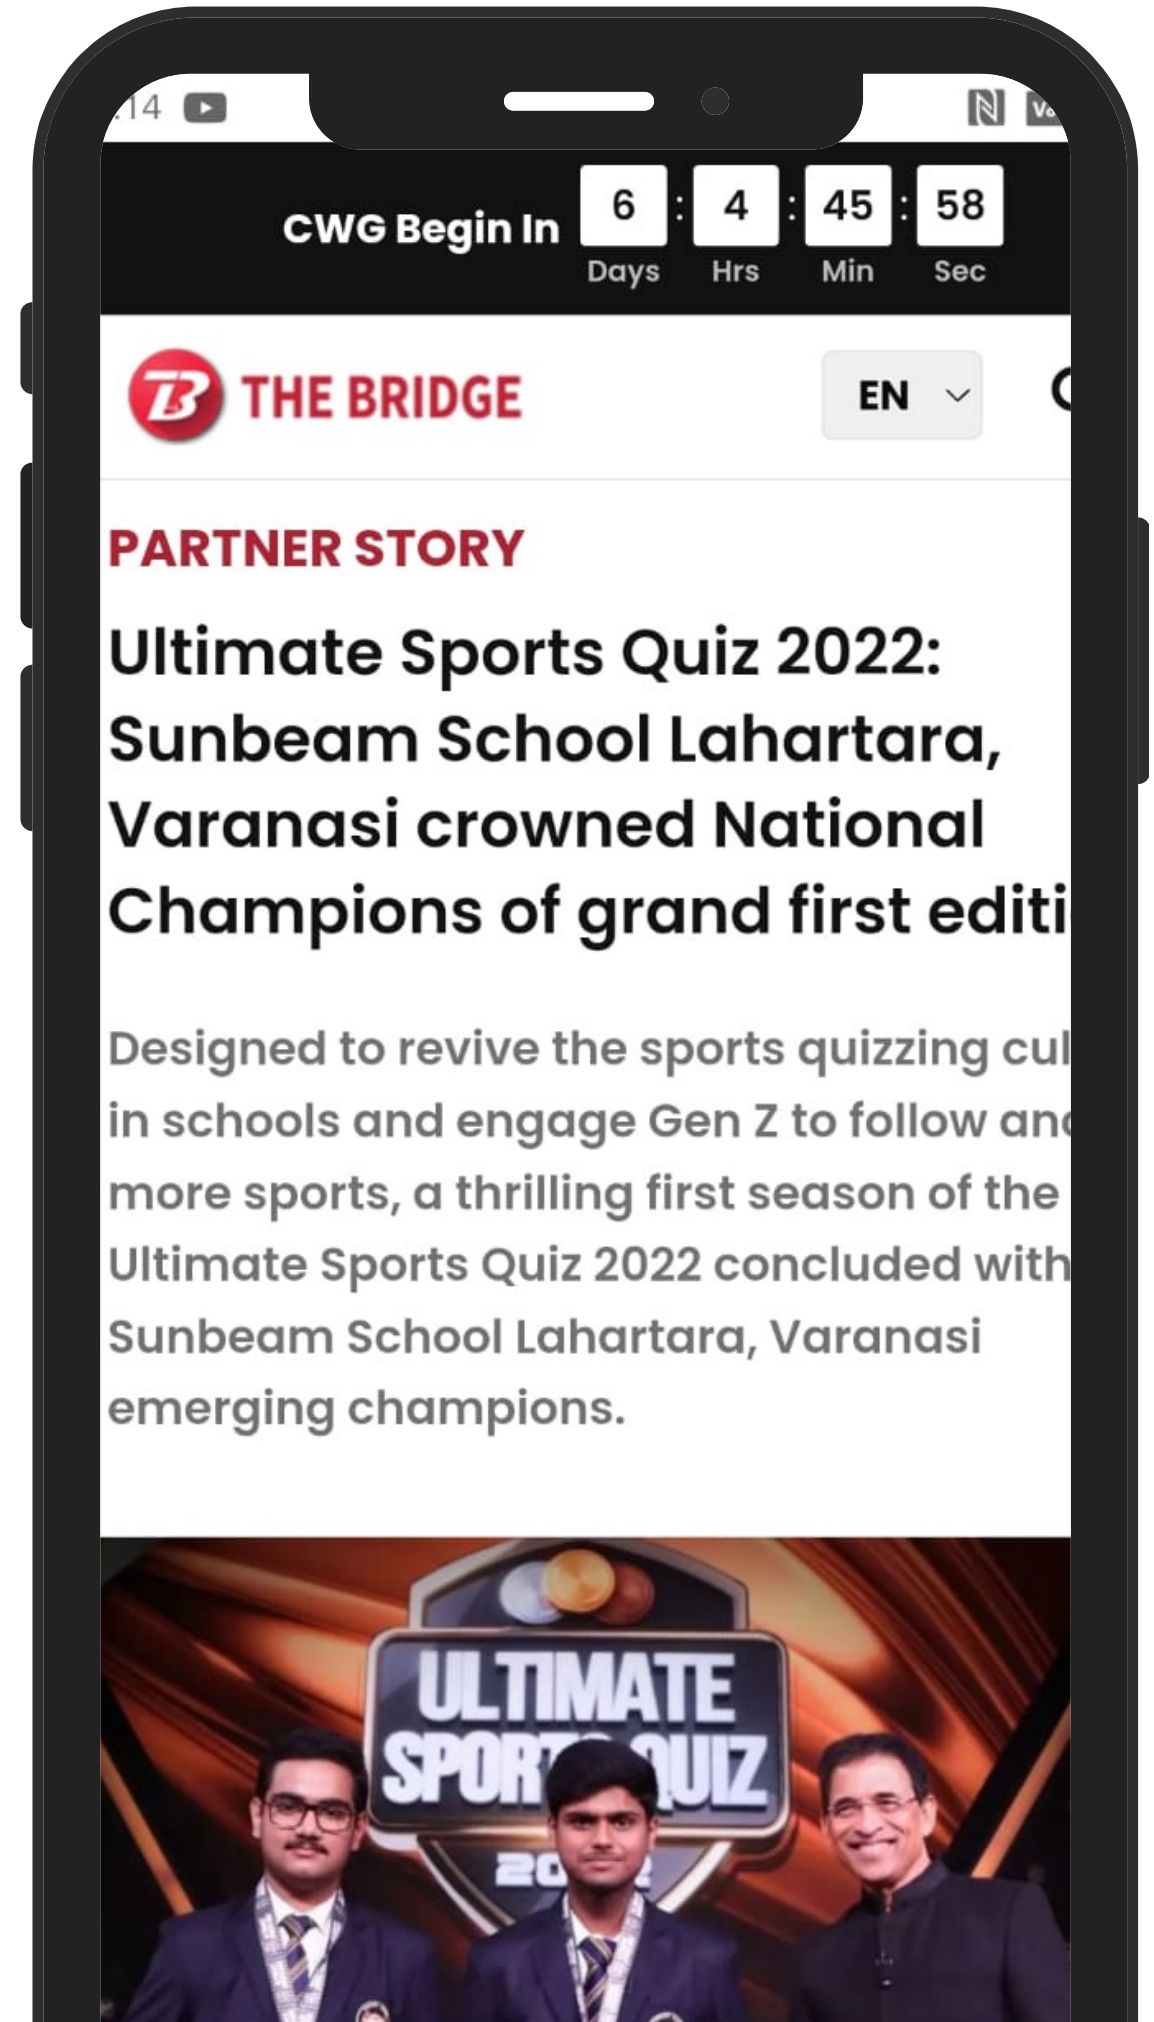 :14
CWG Begin In 6 : 4 : 45 : 58
Days Hrs Min Sec
THE BRIDGE EN
PARTNER STORY
Ultimate Sports Quiz 2022:
Sunbeam School Lahartara,
Varanasi crowned National
Champions of grand first editi
Designed to revive the sports quizzing cul
in schools and engage Gen Z to follow and
more sports, a thrilling first season of the
Ultimate Sports Quiz 2022 concluded with
Sunbeam School Lahartara, Varanasi
emerging champions.
ULTIMATE
SPORT QUIZ